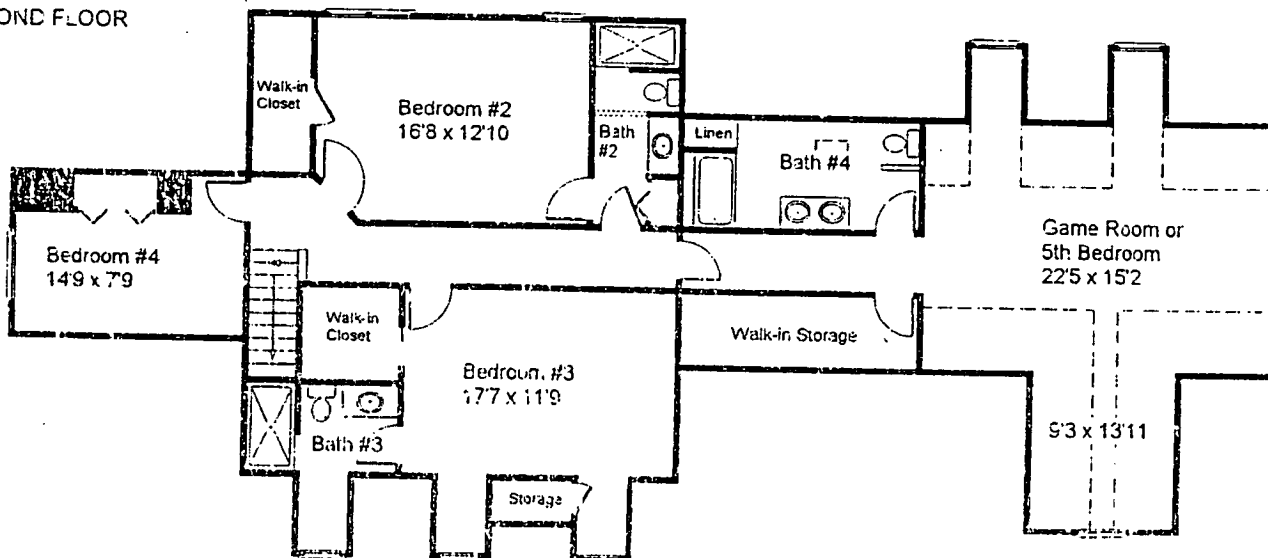 OND FLOOR
Walk-in
Closet
Bedroom #2
16'8 x 12'10
Bath
#2
Linen
Bath #4
Game Room or
5th Bedroom
22'5 x 15'2
Bedroom #4
14'9 x 7'9
Walk-in
Closet
Bedroom #3
17'7 x 11'9
Walk-in Storage
9'3 x 13'11
Bath #3
Storage